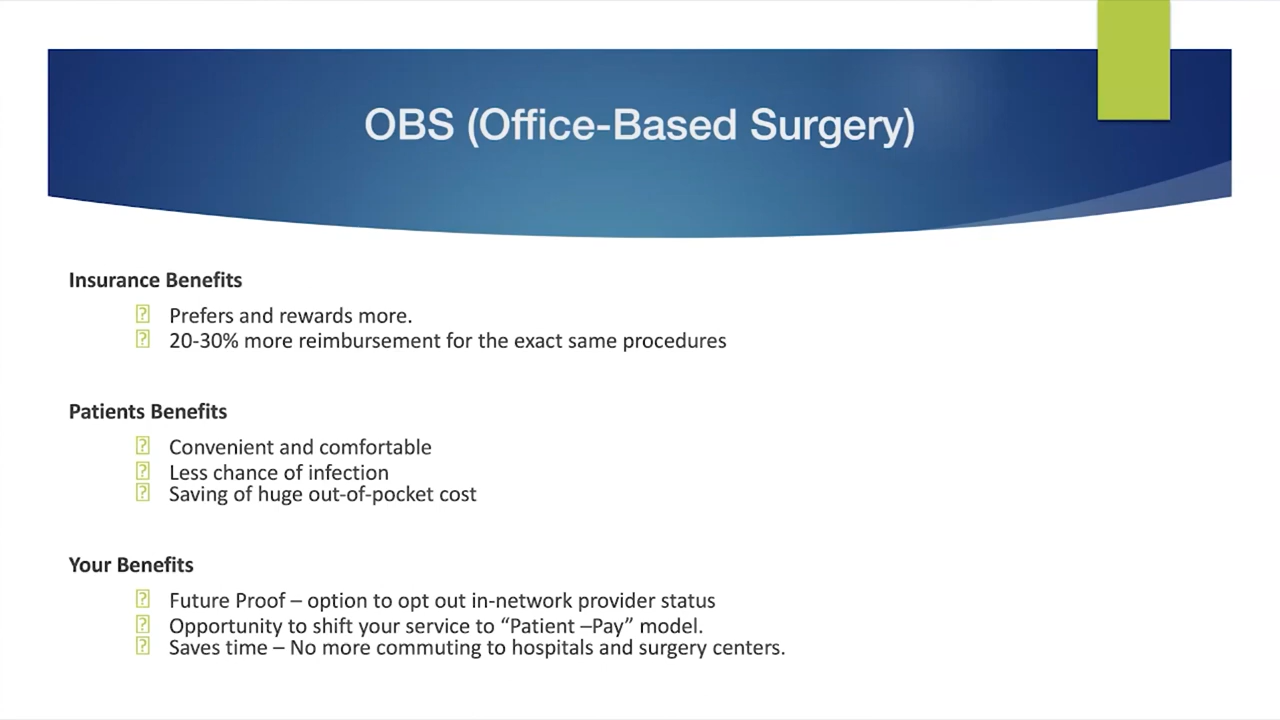 OBS (Office-Based Surgery)
Insurance Benefits
Prefers and rewards more.
20-30% more reimbursement for the exact same procedures
Patients Benefits
Convenient and comfortable
Less chance of infection
Saving of huge out-of-pocket cost
Your Benefits
Future Proof – option to opt out in-network provider status
Opportunity to shift your service to “Patient –Pay” model.
Saves time – No more commuting to hospitals and surgery centers.